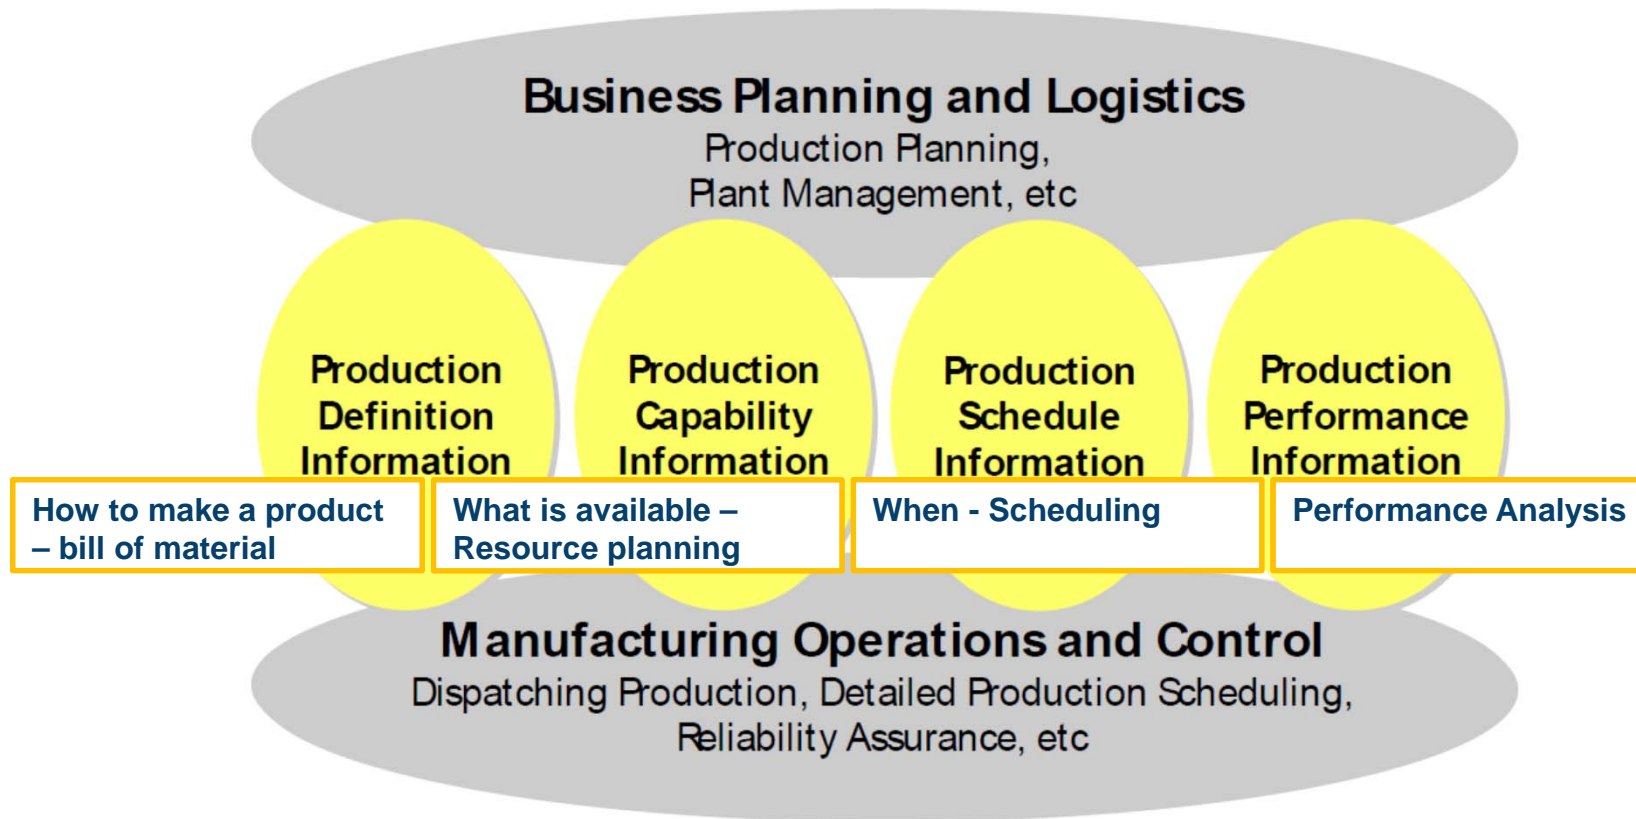 Business Planning and Logistics
Production Planning,
Plant Management, etc
Production
Definition
Information
Production
Capability
Information
Production
Schedule
Information
Production
Performance
Information
How to make a product
– bill of material
What is available –
Resource planning
When - Scheduling
Performance Analysis
Manufacturing Operations and Control
Dispatching Production, Detailed Production Scheduling,
Reliability Assurance, etc